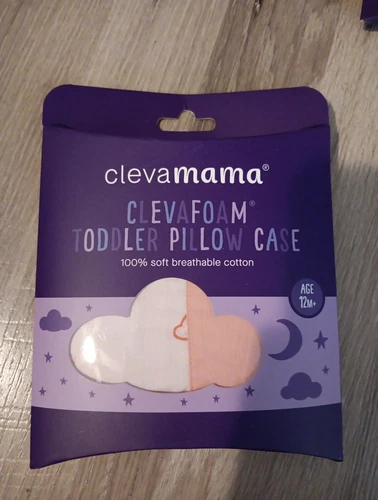 clevamama®
CLEVAFOAM®
TODDLER PILLOW CASE
100% soft breathable cotton
AGE
12M+